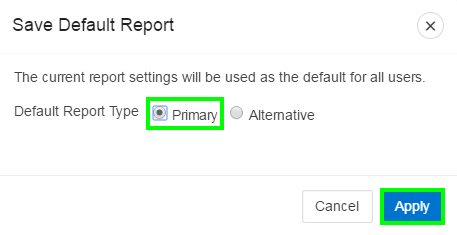 Save Default Report
The current report settings will be used as the default for all users.
Default Report Type Primary Alternative
Cancel Apply